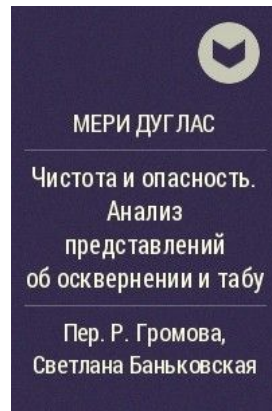 МЕРИ ДУГЛАС
Чистота и опасность.
Анализ
представлений
об осквернении и табу
Пер. Р. Громова,
Светлана Баньковская